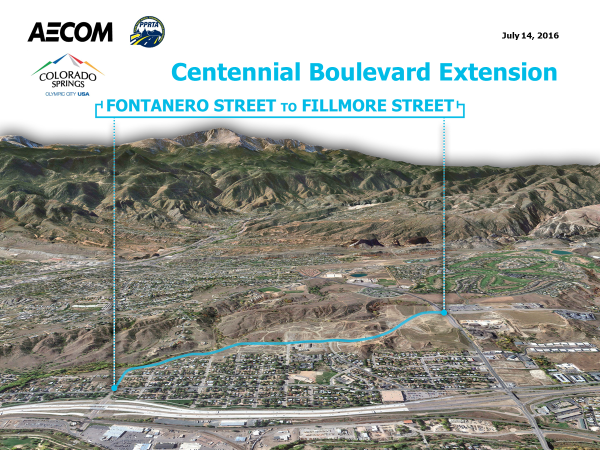 AECOM
PPRTA
July 14, 2016
COLORADO
SPRINGS
OLYMPIC CITY USA
Centennial Boulevard Extension
FONTANERO STREET TO FILLMORE STREET